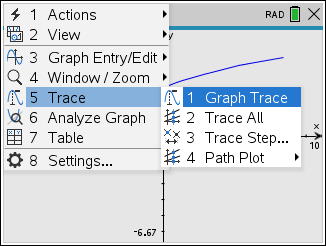 RAD
1 Actions
2 View
y
3 Graph Entry/Edit
4 Window / Zoom
5 Trace
1 Graph Trace
6 Analyze Graph
2 Trace All
7 Table
3 Trace Step...
8 Settings...
4 Path Plot
10
-6.67